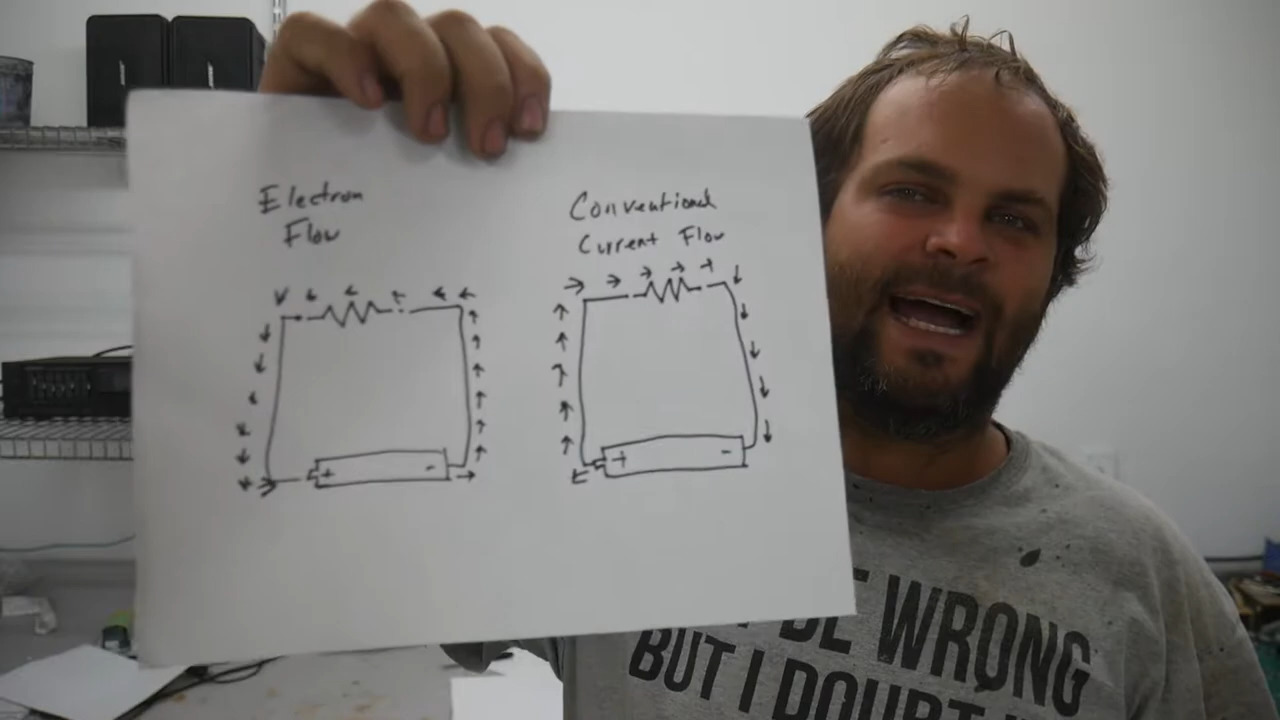 Electron
Flow
Conventional
Current Flow
+ -
+ -
BE WRONG
BUT I DOUBT